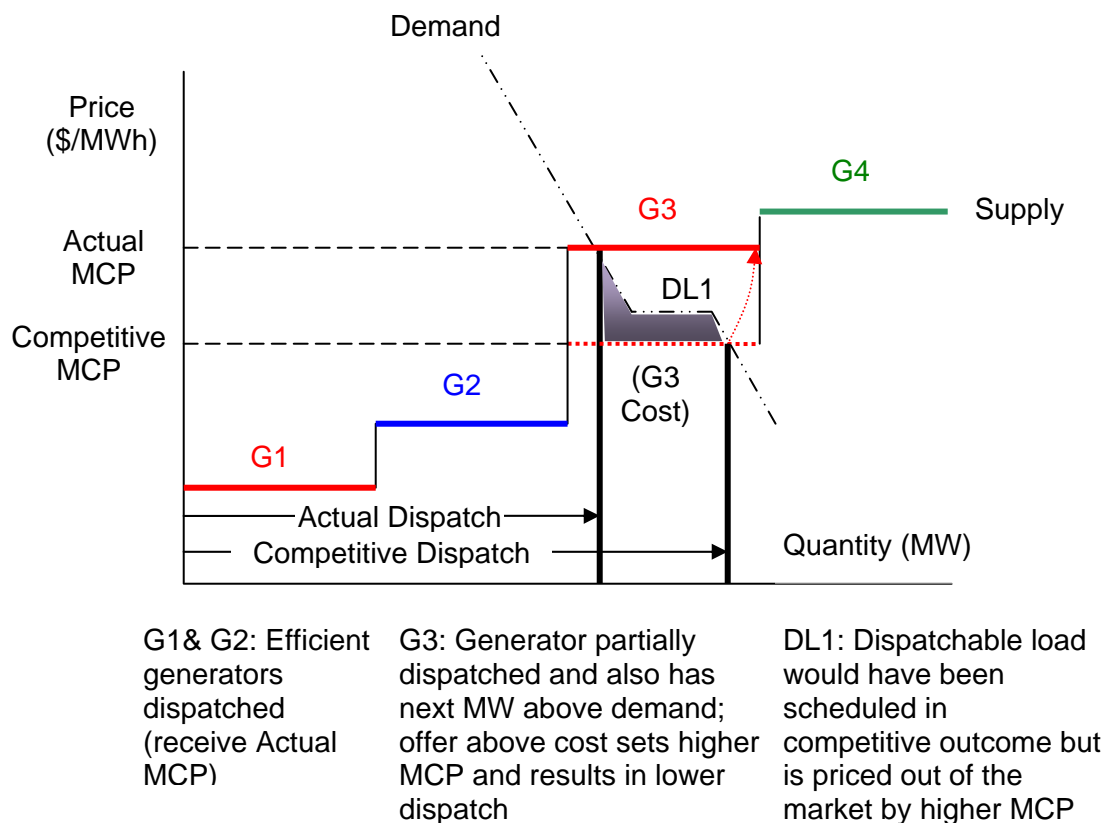 Demand
Price
($/MWh)
G4
G3
Supply
Actual
MCP
DL1
Competitive
MCP
(G3
Cost)
G2
G1
Actual Dispatch
Competitive Dispatch
Quantity (MW)
G1& G2: Efficient
generators
dispatched
(receive Actual
MCP)
G3: Generator partially
dispatched and also has
next MW above demand;
offer above cost sets higher
MCP and results in lower
dispatch
DL1: Dispatchable load
would have been
scheduled in
competitive outcome but
is priced out of the
market by higher MCP